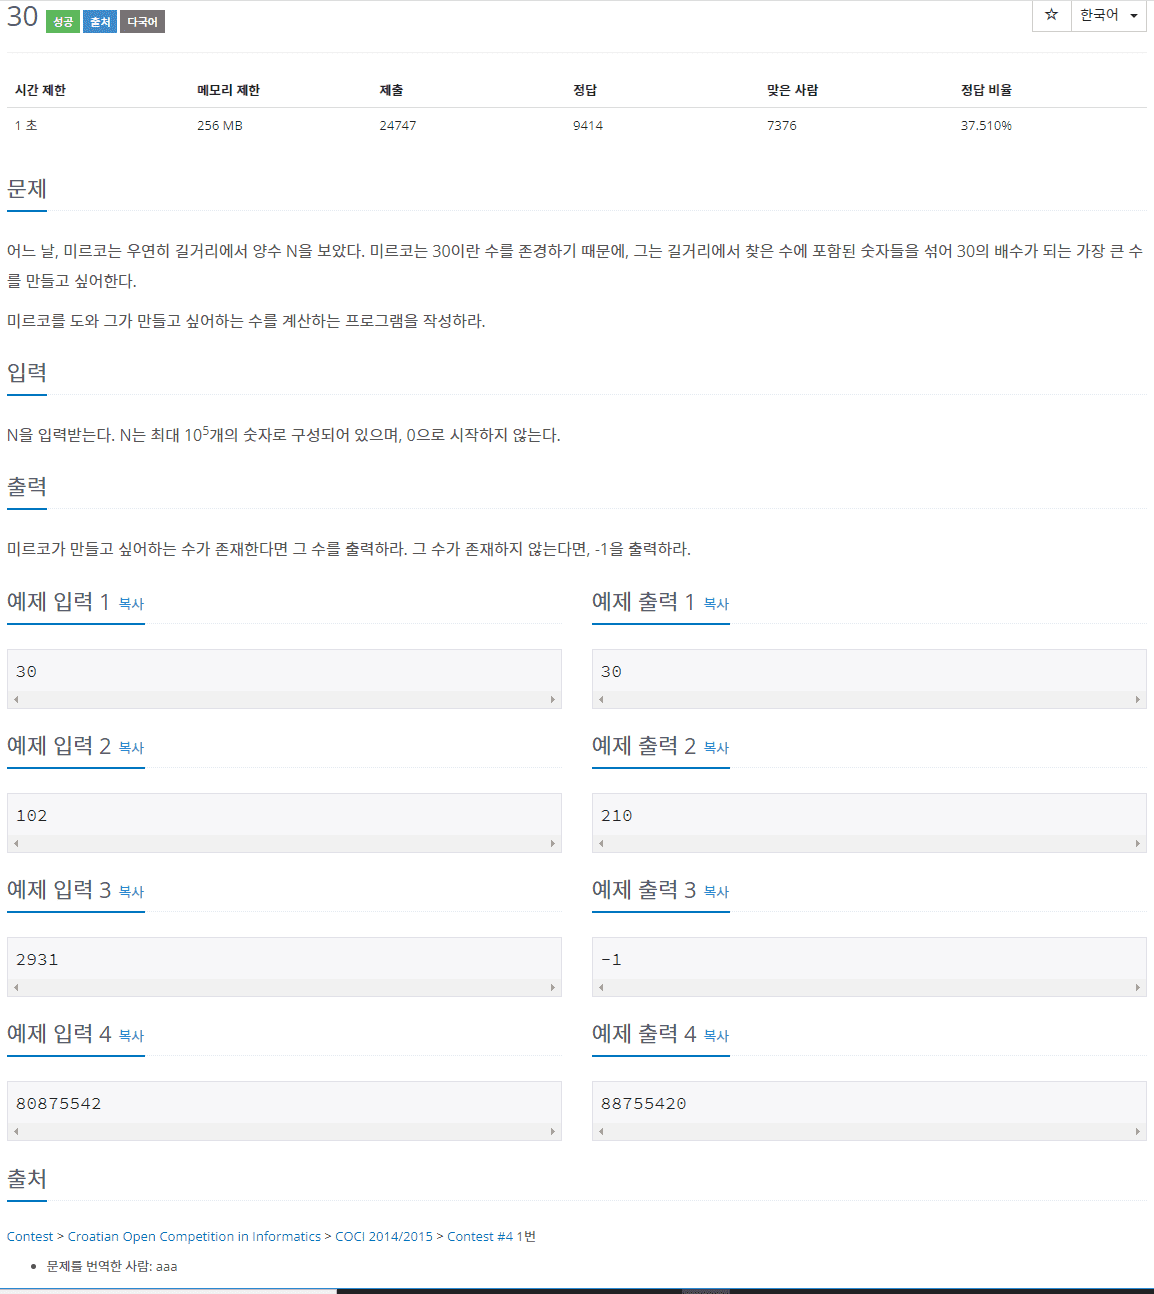 30 성공 출처 다국어 ☆ 한국어
시간 제한 메모리 제한 제출 정답 맞은 사람 정답 비율
1 초 256 MB 24747 9414 7376 37.510%
문제
어느 날, 미르코는 우연히 길거리에서 양수 N을 보았다. 미르코는 30이란 수를 존경하기 때문에, 그는 길거리에서 찾은 수에 포함된 숫자들을 섞어 30의 배수가 되는 가장 큰 수
를 만들고 싶어한다.
미르코를 도와 그가 만들고 싶어하는 수를 계산하는 프로그램을 작성하라.
입력
N을 입력받는다. N는 최대 10⁵개의 숫자로 구성되어 있으며, 0으로 시작하지 않는다.
출력
미르코가 만들고 싶어하는 수가 존재한다면 그 수를 출력하라. 그 수가 존재하지 않는다면, -1을 출력하라.
예제 입력 1 복사
30
예제 출력 1 복사
30
예제 입력 2 복사
102
예제 출력 2 복사
210
예제 입력 3 복사
2931
예제 출력 3 복사
-1
예제 입력 4 복사
80875542
예제 출력 4 복사
88755420
출처
Contest > Croatian Open Competition in Informatics > COCI 2014/2015 > Contest #4 1번
• 문제를 번역한 사람: aaa